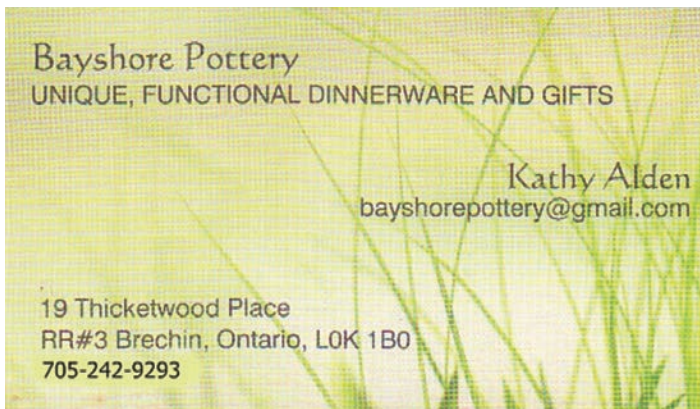 Bayshore Pottery
UNIQUE, FUNCTIONAL DINNERWARE AND GIFTS
Kathy Alden
bayshorepottery@gmail.com
19 Thicketwood Place
RR#3 Brechin, Ontario, L0K 1B0
705-242-9293